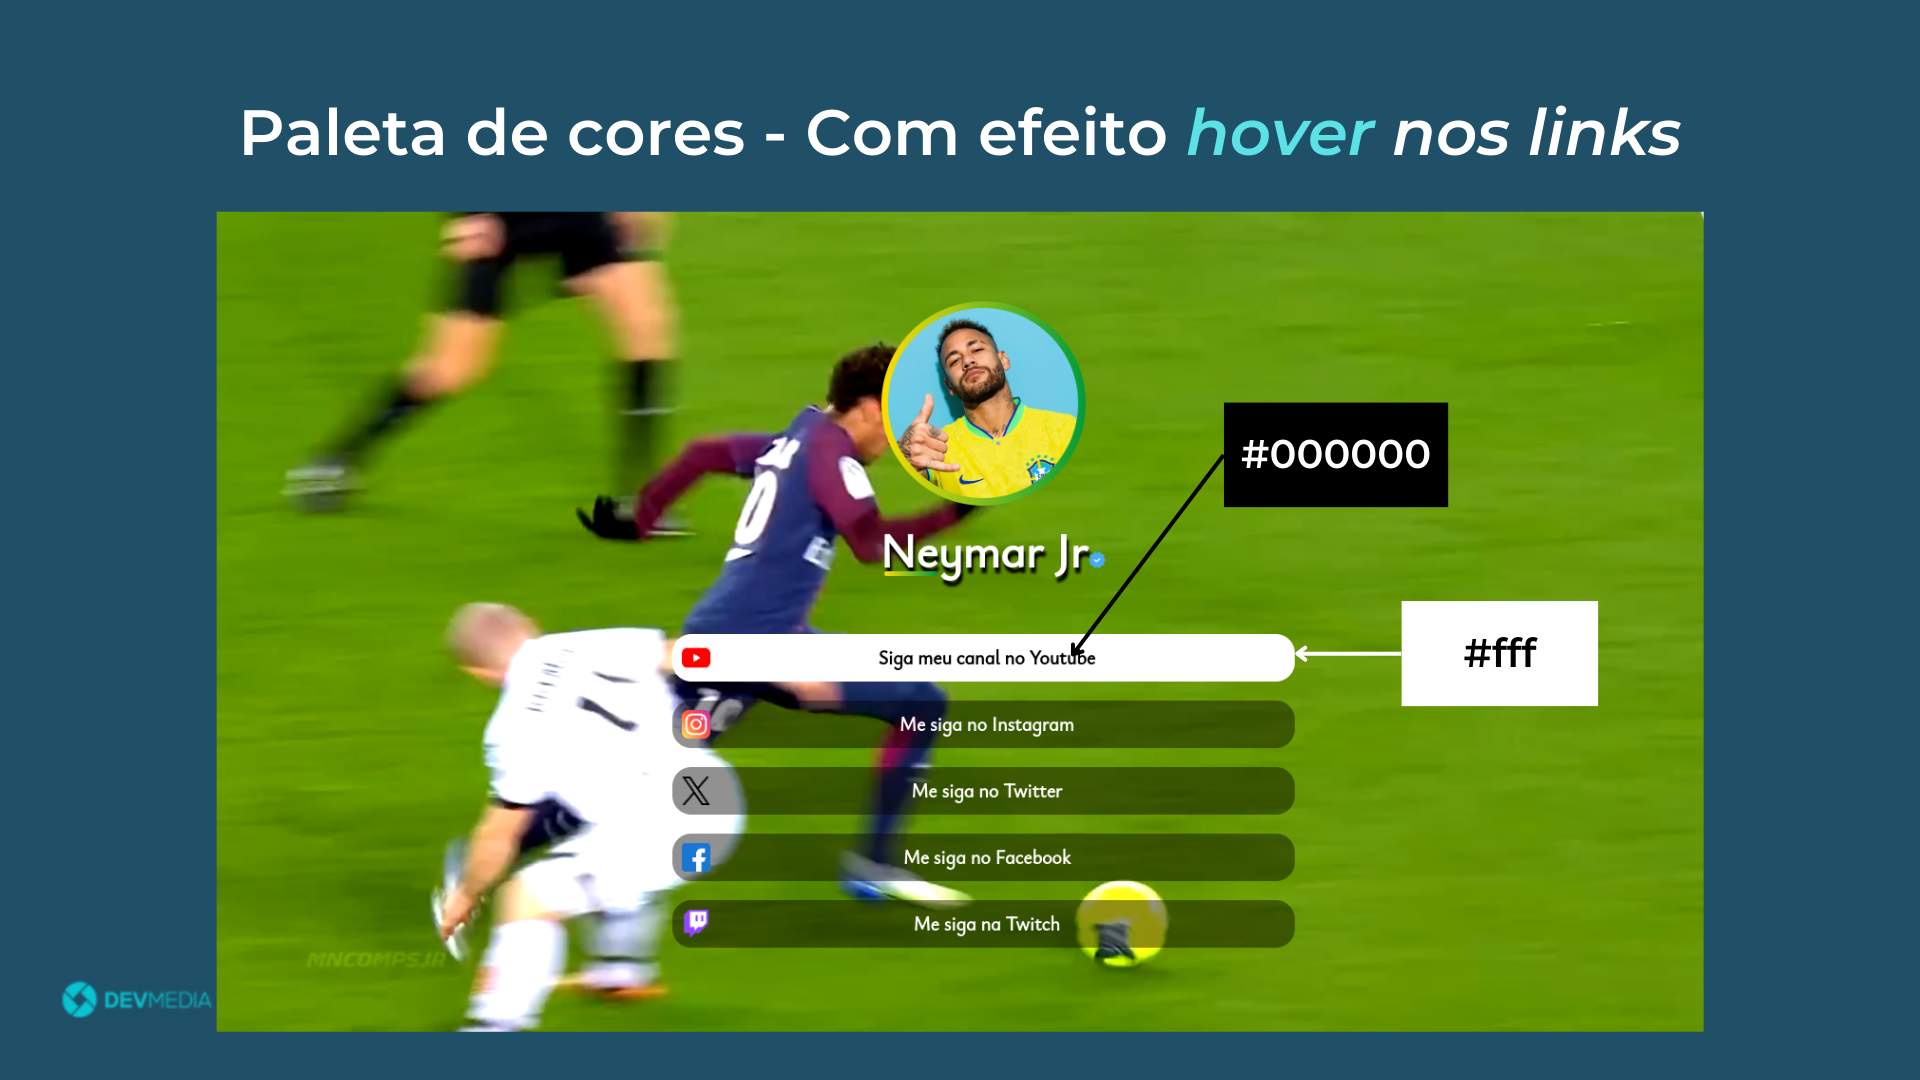 Paleta de cores - Com efeito hover nos links
#000000
Neymar Jr
#fff
Siga meu canal no Youtube
Me siga no Instagram
Me siga no Twitter
Me siga no Facebook
Me siga na Twitch
MNCOMPSJR
DEVMEDIA